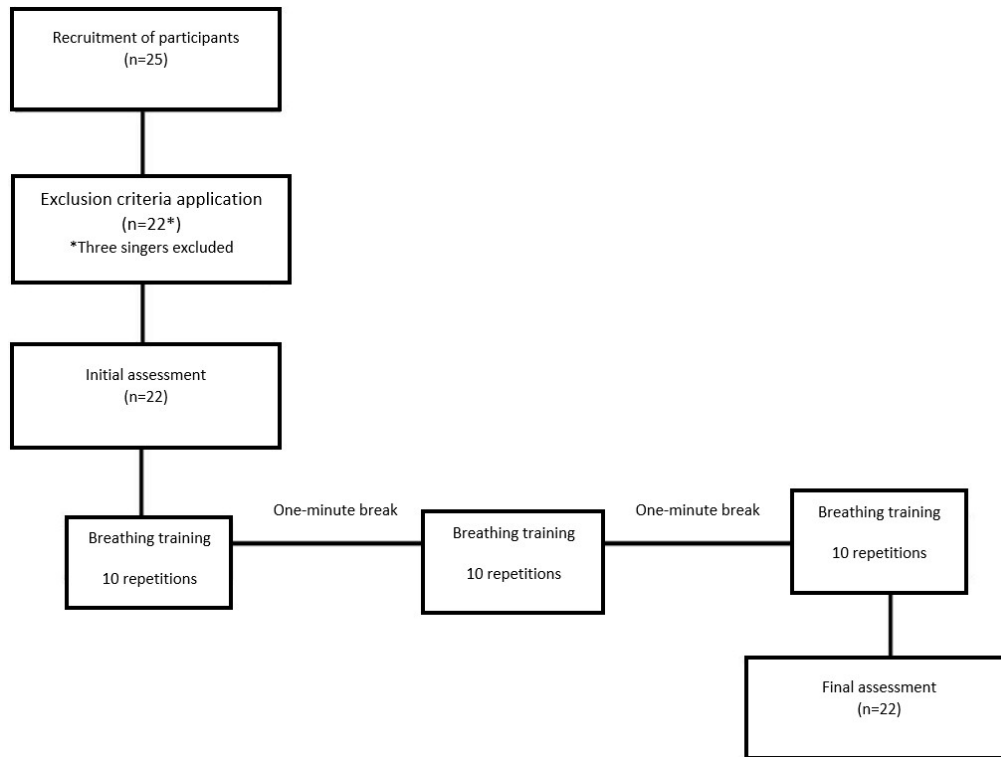 Recruitment of participants
(n=25)
Exclusion criteria application
(n=22*)
*Three singers excluded
Initial assessment
(n=22)
Breathing training
10 repetitions
One-minute break
Breathing training
10 repetitions
One-minute break
Breathing training
10 repetitions
Final assessment
(n=22)